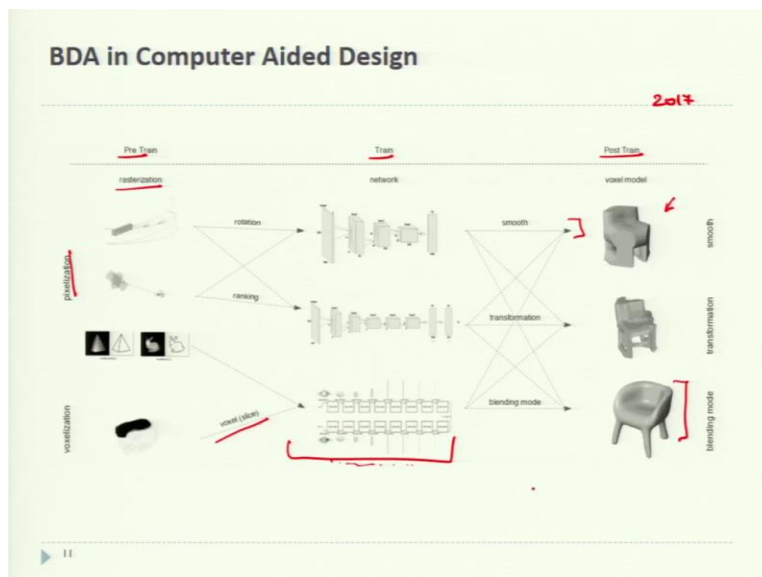 BDA in Computer Aided Design
2017
Pre Train
Train
Post Train
rasterization
network
voxel model
pixelization
rotation
ranking
smooth
smooth
transformation
transformation
voxelization
voxel (slice)
blending mode
blending mode
11